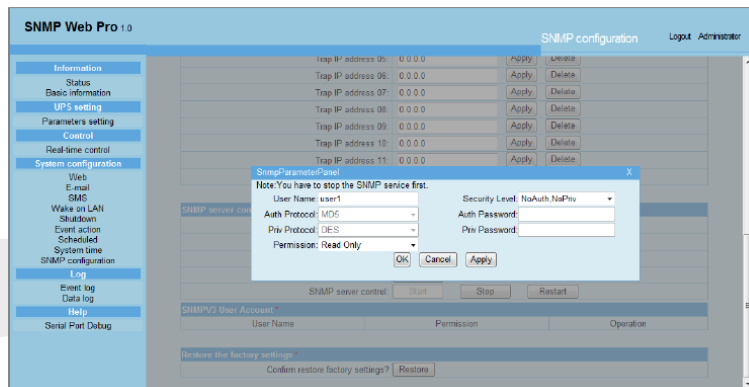 SNMP Web Pro 1.0
SNMP configuration
Logout Administrator
Information
Status
Basic information
UPS setting
Parameters setting
Control
Real-time control
System configuration
Web
E-mail
SMS
Wake on LAN
Shutdown
Event action
Scheduled
System time
SNMP configuration
Log
Event log
Data log
Help
Serial Port Debug
Trap IP address 05: 0.0.0.0 Apply Delete
Trap IP address 06: 0.0.0.0 Apply Delete
Trap IP address 07: 0.0.0.0 Apply Delete
Trap IP address 08: 0.0.0.0 Apply Delete
Trap IP address 09: 0.0.0.0 Apply Delete
Trap IP address 10: 0.0.0.0 Apply Delete
Trap IP address 11: 0.0.0.0 Apply Delete
SnmpParameterPanel X
Note:You have to stop the SNMP service first.
User Name: user1 Security Level: NoAuth,NoPriv
Auth Protocol: MD5 Auth Password:
Priv Protocol: DES Priv Password:
Permission: Read Only
OK Cancel Apply
SNMP server con
SNMP server control: Start Stop Restart
SNMPV3 User Account *
User Name Permission Operation
Restore the factory settings *
Confirm restore factory settings? Restore